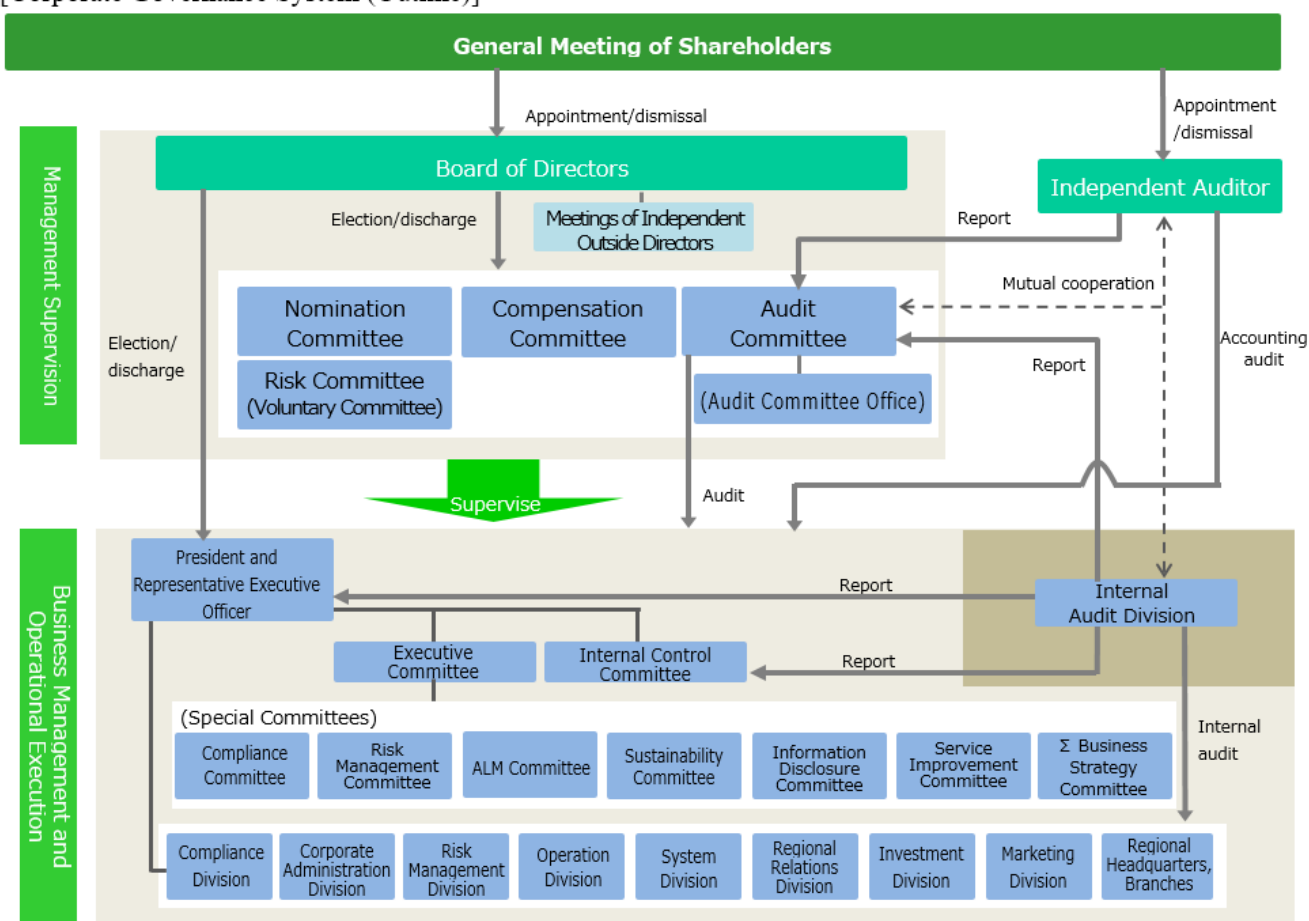 [Corporate Governance System (Outline)]
General Meeting of Shareholders
Appointment/dismissal
Appointment
/dismissal
Management Supervision
Board of Directors
Independent Auditor
Election/discharge
Meetings of Independent
Outside Directors
Report
Mutual cooperation
Nomination
Committee
Compensation
Committee
Audit
Committee
Election/
discharge
Accounting
audit
Report
Risk Committee
(Voluntary Committee)
(Audit Committee Office)
Supervise
Audit
Business Management and
Operational Execution
President and
Representative Executive
Officer
Report
Internal
Audit Division
Executive
Committee
Internal Control
Committee
Report
(Special Committees)
Internal
audit
Compliance
Committee
Risk
Management
Committee
ALM Committee
Sustainability
Committee
Information
Disclosure
Committee
Service
Improvement
Committee
Σ Business
Strategy
Committee
Compliance
Division
Corporate
Administration
Division
Risk
Management
Division
Operation
Division
System
Division
Regional
Relations
Division
Investment
Division
Marketing
Division
Regional
Headquarters,
Branches